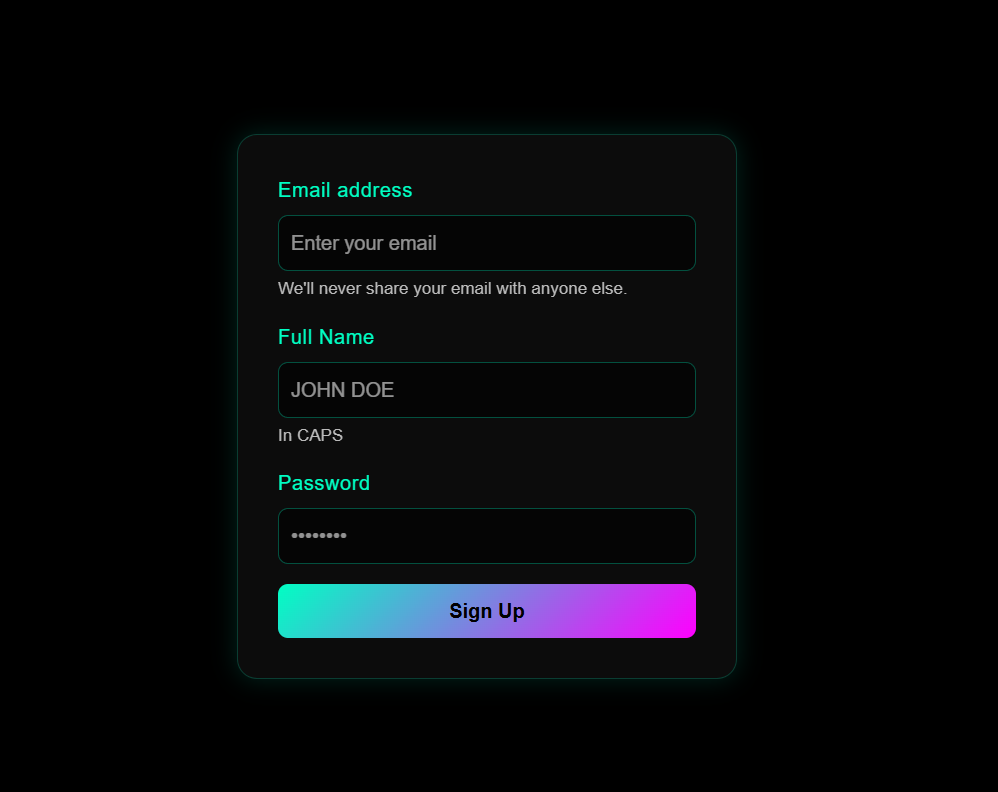 Email address
Enter your email
We'll never share your email with anyone else.
Full Name
JOHN DOE
In CAPS
Password
••••••••
Sign Up